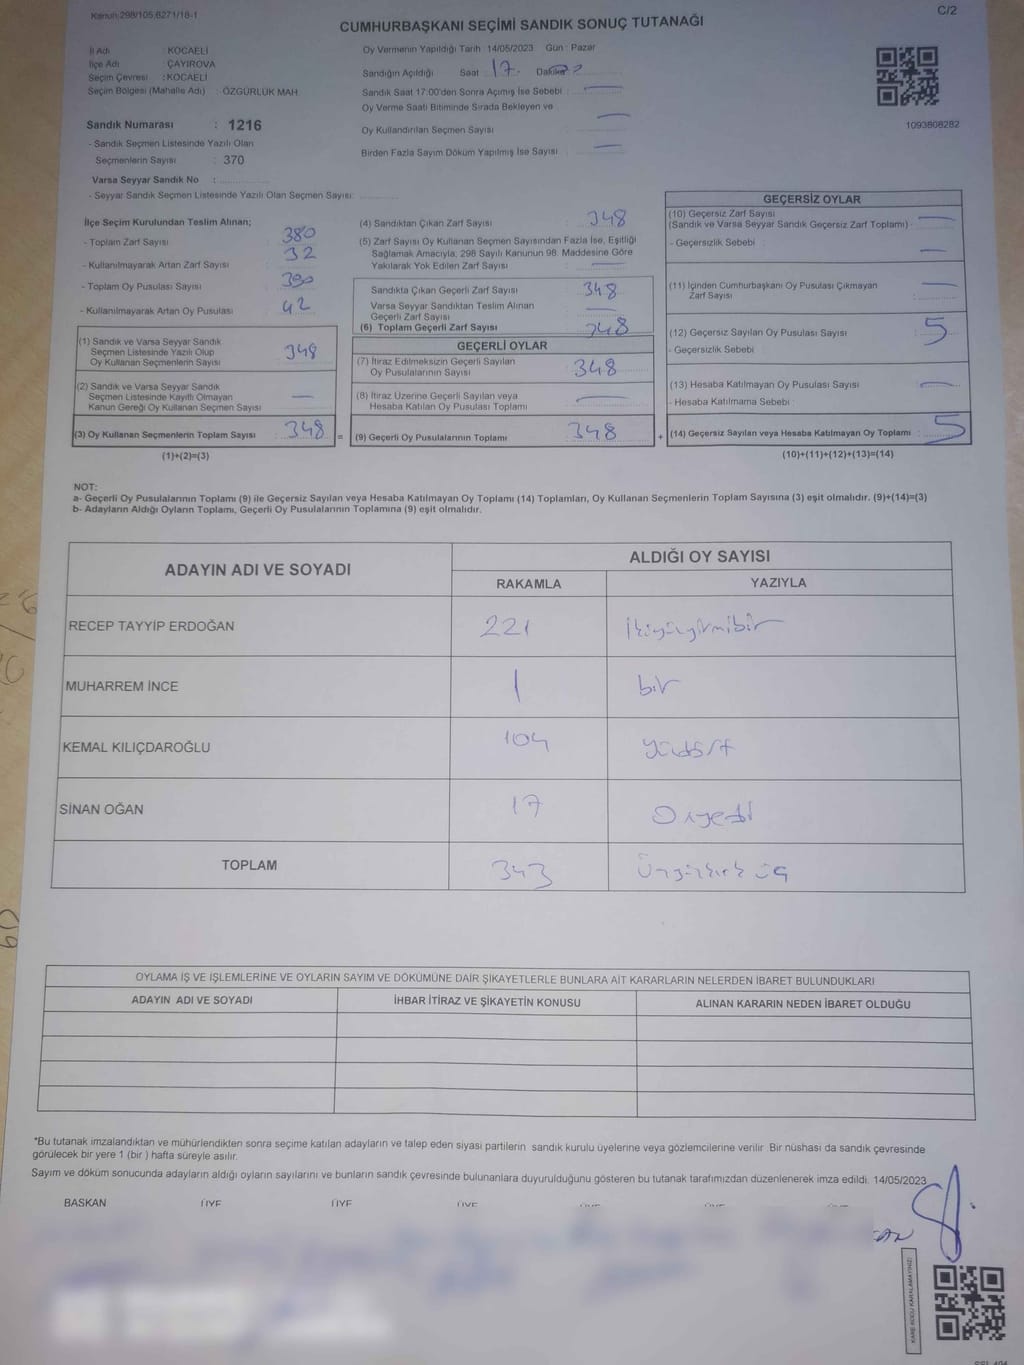 Kanun:298/105,6271/18-1
C/2
CUMHURBAŞKANI SEÇİMİ SANDIK SONUÇ TUTANAĞI
İl Adı : KOCAELİ
İlçe Adı : ÇAYIROVA
Seçim Çevresi : KOCAELİ
Seçim Bölgesi (Mahalle Adı) : ÖZGÜRLÜK MAH.
Sandık Numarası : 1216
- Sandık Seçmen Listesinde Yazılı Olan
Seçmenlerin Sayısı : 370
Varsa Seyyar Sandık No :
- Seyyar Sandık Seçmen Listesinde Yazılı Olan Seçmen Sayısı:
Oy Vermenin Yapıldığı Tarih :14/05/2023 Gün : Pazar
Sandığın Açıldığı Saat : 17. Dakika
Sandık Saat 17:00'den Sonra Açımış İse Sebebi : —
Oy Verme Saati Bitiminde Sırada Bekleyen ve
Oy Kullandırılan Seçmen Sayısı : —
Birden Fazla Sayım Döküm Yapılmış İse Sayısı : —
1093808282
İlçe Seçim Kurulundan Teslim Alınan;
- Toplam Zarf Sayısı : 380
- Kullanılmayarak Artan Zarf Sayısı : 32
- Toplam Oy Pusulası Sayısı : 390
- Kullanılmayarak Artan Oy Pusulası : 42
(1) Sandık ve Varsa Seyyar Sandık
Seçmen Listesinde Yazılı Olup
Oy Kullanan Seçmenlerin Sayısı : 348
(2) Sandık ve Varsa Seyyar Sandık
Seçmen Listesinde Kayıtlı Olmayan
Kanun Gereği Oy Kullanan Seçmen Sayısı : —
(3) Oy Kullanan Seçmenlerin Toplam Sayısı : 348
(1)+(2)=(3)
=
(4) Sandıktan Çıkan Zarf Sayısı : 348
(5) Zarf Sayısı Oy Kullanan Seçmen Sayısından Fazla İse, Eşitliği
Sağlamak Amacıyla; 298 Sayılı Kanunun 98. Maddesine Göre
Yakılarak Yok Edilen Zarf Sayısı : —
Sandıkta Çıkan Geçerli Zarf Sayısı : 348
Varsa Seyyar Sandıktan Teslim Alınan
Geçerli Zarf Sayısı : —
(6) Toplam Geçerli Zarf Sayısı : 348
GEÇERLİ OYLAR
(7) İtiraz Edilmeksizin Geçerli Sayılan
Oy Pusulalarının Sayısı : 348
(8) İtiraz Üzerine Geçerli Sayılan veya
Hesaba Katılan Oy Pusulası Toplamı : —
(9) Geçerli Oy Pusulalarının Toplamı : 348
+
GEÇERSİZ OYLAR
(10) Geçersiz Zarf Sayısı
(Sandık ve Varsa Seyyar Sandık Geçersiz Zarf Toplamı) : —
- Geçersizlik Sebebi : —
(11) İçinden Cumhurbaşkanı Oy Pusulası Çıkmayan
Zarf Sayısı : —
(12) Geçersiz Sayılan Oy Pusulası Sayısı : 5
- Geçersizlik Sebebi :
(13) Hesaba Katılmayan Oy Pusulası Sayısı : —
- Hesaba Katılmama Sebebi :
(14) Geçersiz Sayılan veya Hesaba Katılmayan Oy Toplamı : 5
(10)+(11)+(12)+(13)=(14)
NOT:
a- Geçerli Oy Pusulalarının Toplamı (9) ile Geçersiz Sayılan veya Hesaba Katılmayan Oy Toplamı (14) Toplamları, Oy Kullanan Seçmenlerin Toplam Sayısına (3) eşit olmalıdır. (9)+(14)=(3)
b- Adayların Aldığı Oyların Toplamı, Geçerli Oy Pusulalarının Toplamına (9) eşit olmalıdır.
ADAYIN ADI VE SOYADI ALDIĞI OY SAYISI
RAKAMLA YAZIYLA
RECEP TAYYİP ERDOĞAN 221 İkiyüzyirmibir
MUHARREM İNCE 1 bir
KEMAL KILIÇDAROĞLU 104 Yüzdört
SİNAN OĞAN 17 Onyedi
TOPLAM 343 Üçyüzkırk üç
OYLAMA İŞ VE İŞLEMLERİNE VE OYLARIN SAYIM VE DÖKÜMÜNE DAİR ŞİKAYETLERLE BUNLARA AİT KARARLARIN NELERDEN İBARET BULUNDUKLARI
ADAYIN ADI VE SOYADI İHBAR İTİRAZ VE ŞİKAYETİN KONUSU ALINAN KARARIN NEDEN İBARET OLDUĞU
*Bu tutanak imzalandıktan ve mühürlendikten sonra seçime katılan adayların ve talep eden siyasi partilerin sandık kurulu üyelerine veya gözlemcilerine verilir. Bir nüshası da sandık çevresinde
görülecek bir yere 1 (bir ) hafta süreyle asılır.
Sayım ve döküm sonucunda adayların aldığı oyların sayılarını ve bunların sandık çevresinde bulunanlara duyurulduğunu gösteren bu tutanak tarafımızdan düzenlenerek imza edildi. 14/05/2023
BAŞKAN ÜYE ÜYE ÜYE ÜYE ÜYE ÜYE
KARE KODU KARALAMAYINIZ!